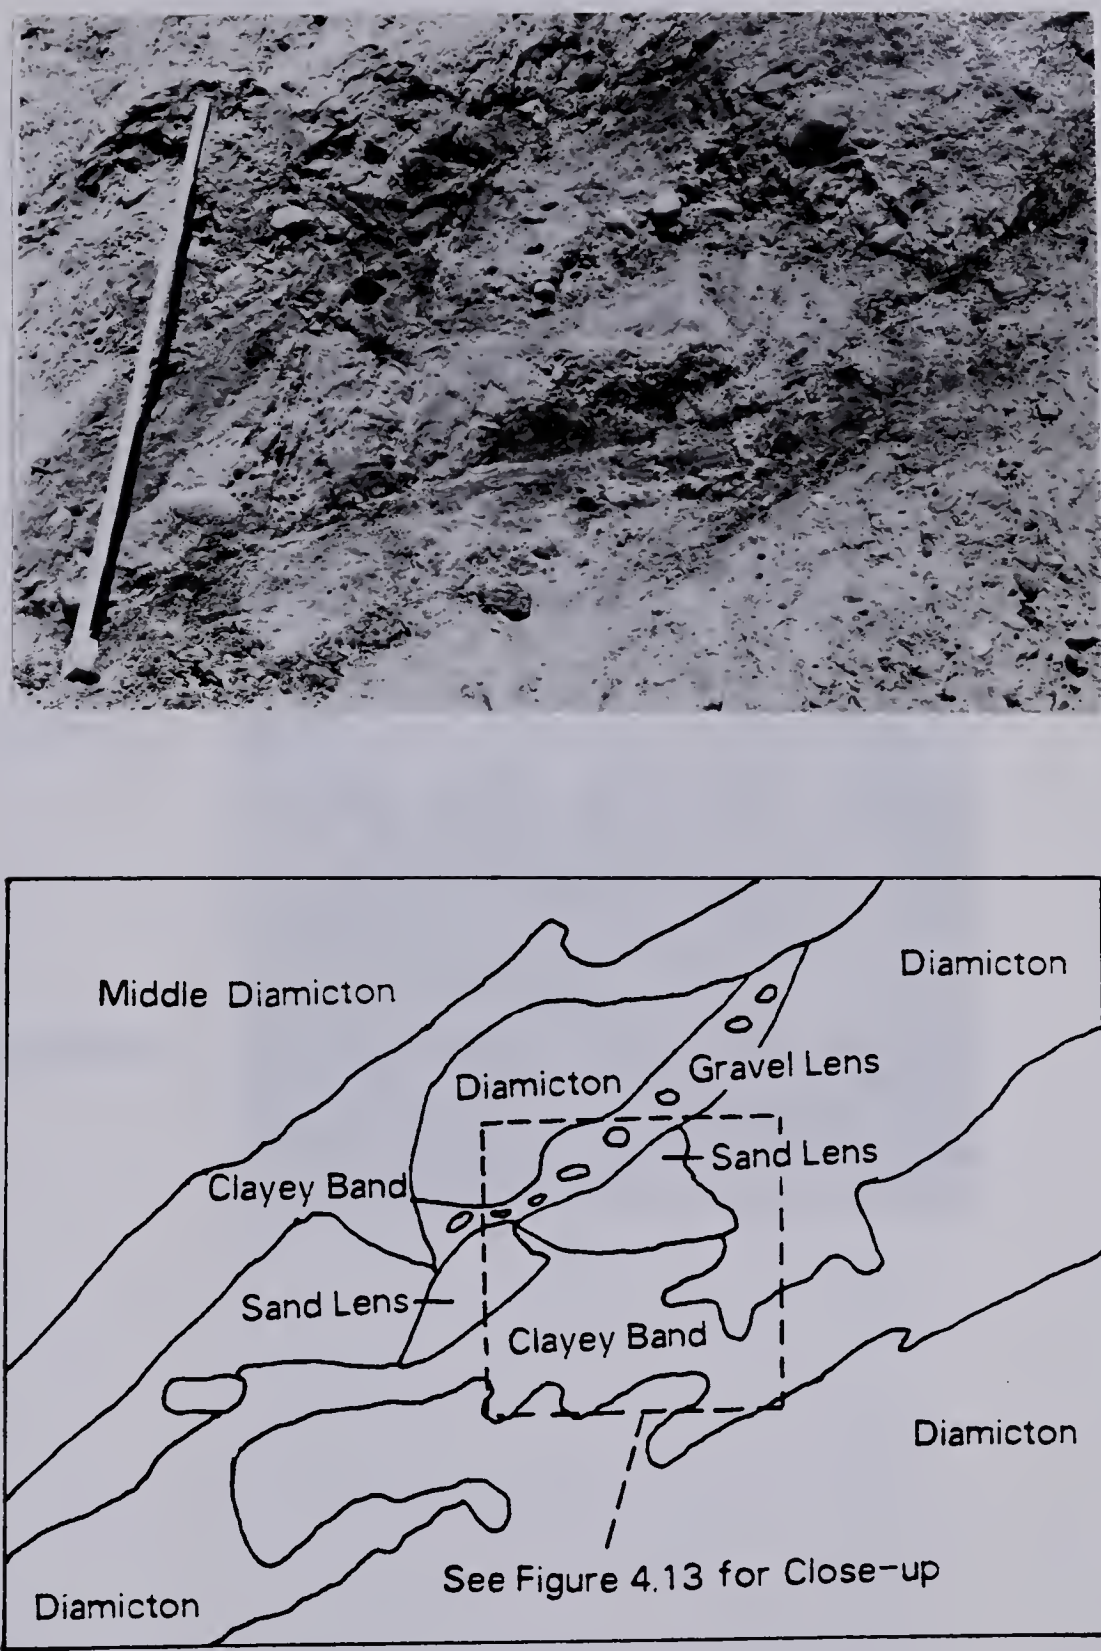 Middle Diamicton
Diamicton
Diamicton
Gravel Lens
Sand Lens
Clayey Band
Sand Lens
Clayey Band
Diamicton
See Figure 4.13 for Close-up
Diamicton